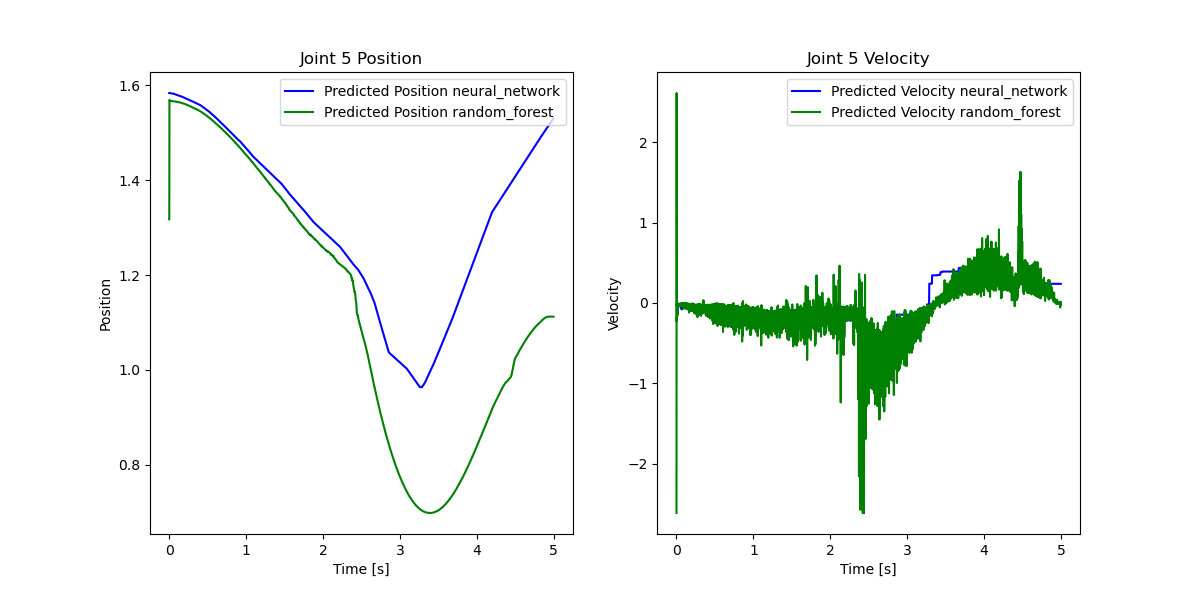 Joint 5 Position
Predicted Position neural_network
Predicted Position random_forest
1.6
1.4
1.2
1.0
0.8
Position
0 1 2 3 4 5
Time [s]
Joint 5 Velocity
Predicted Velocity neural_network
Predicted Velocity random_forest
2
1
0
−1
−2
Velocity
0 1 2 3 4 5
Time [s]